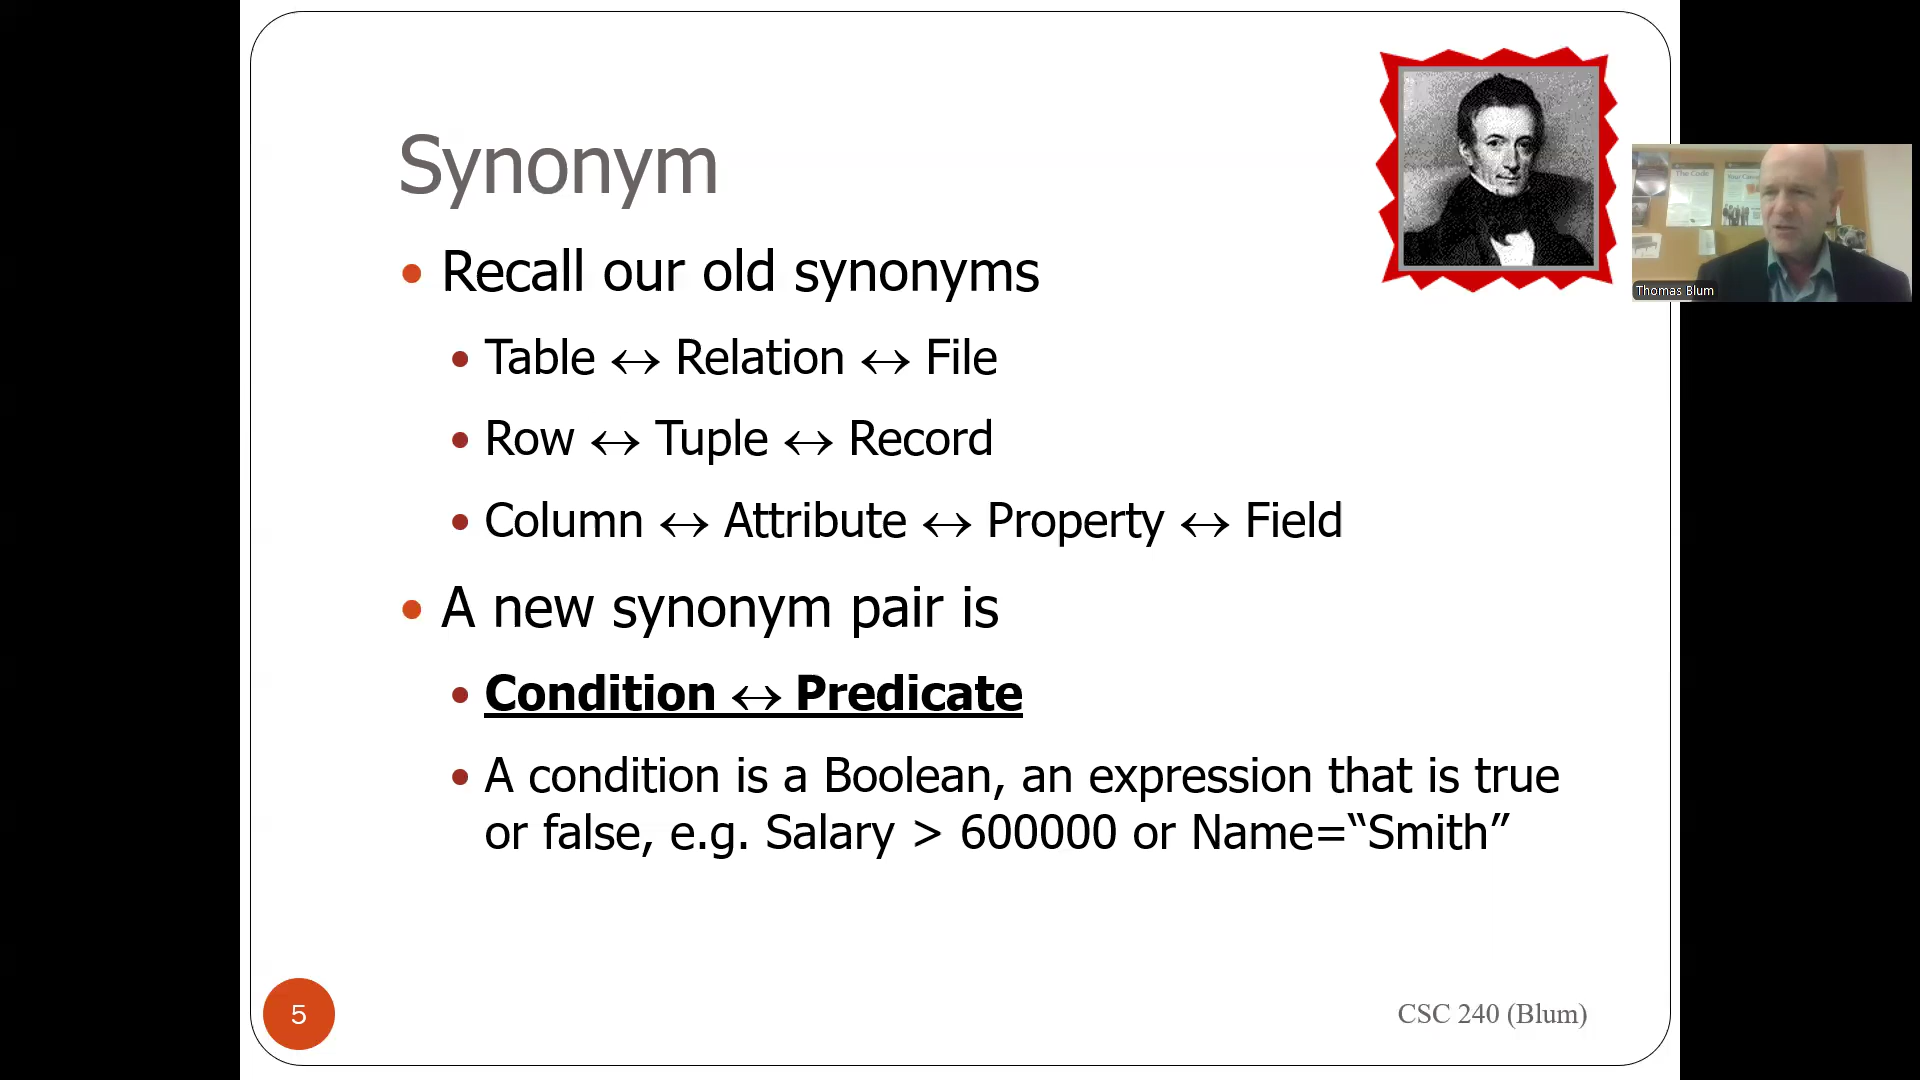 Synonym
• Recall our old synonyms
• Table ↔ Relation ↔ File
• Row ↔ Tuple ↔ Record
• Column ↔ Attribute ↔ Property ↔ Field
• A new synonym pair is
• Condition ↔ Predicate
• A condition is a Boolean, an expression that is true
or false, e.g. Salary > 600000 or Name=“Smith”
5
CSC 240 (Blum)
The Code
Thomas Blum